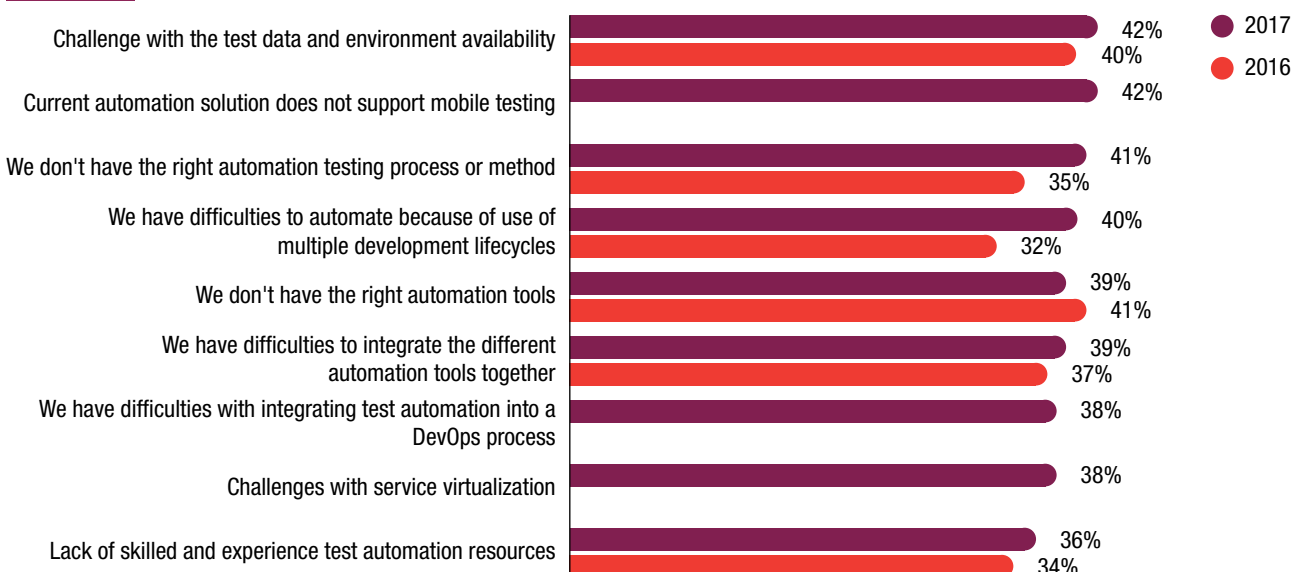 Challenge with the test data and environment availability
42%
40%
2017
2016
Current automation solution does not support mobile testing
42%
We don't have the right automation testing process or method
41%
35%
We have difficulties to automate because of use of
multiple development lifecycles
40%
32%
We don't have the right automation tools
39%
41%
We have difficulties to integrate the different
automation tools together
39%
37%
We have difficulties with integrating test automation into a
DevOps process
38%
Challenges with service virtualization
38%
Lack of skilled and experience test automation resources
36%
34%